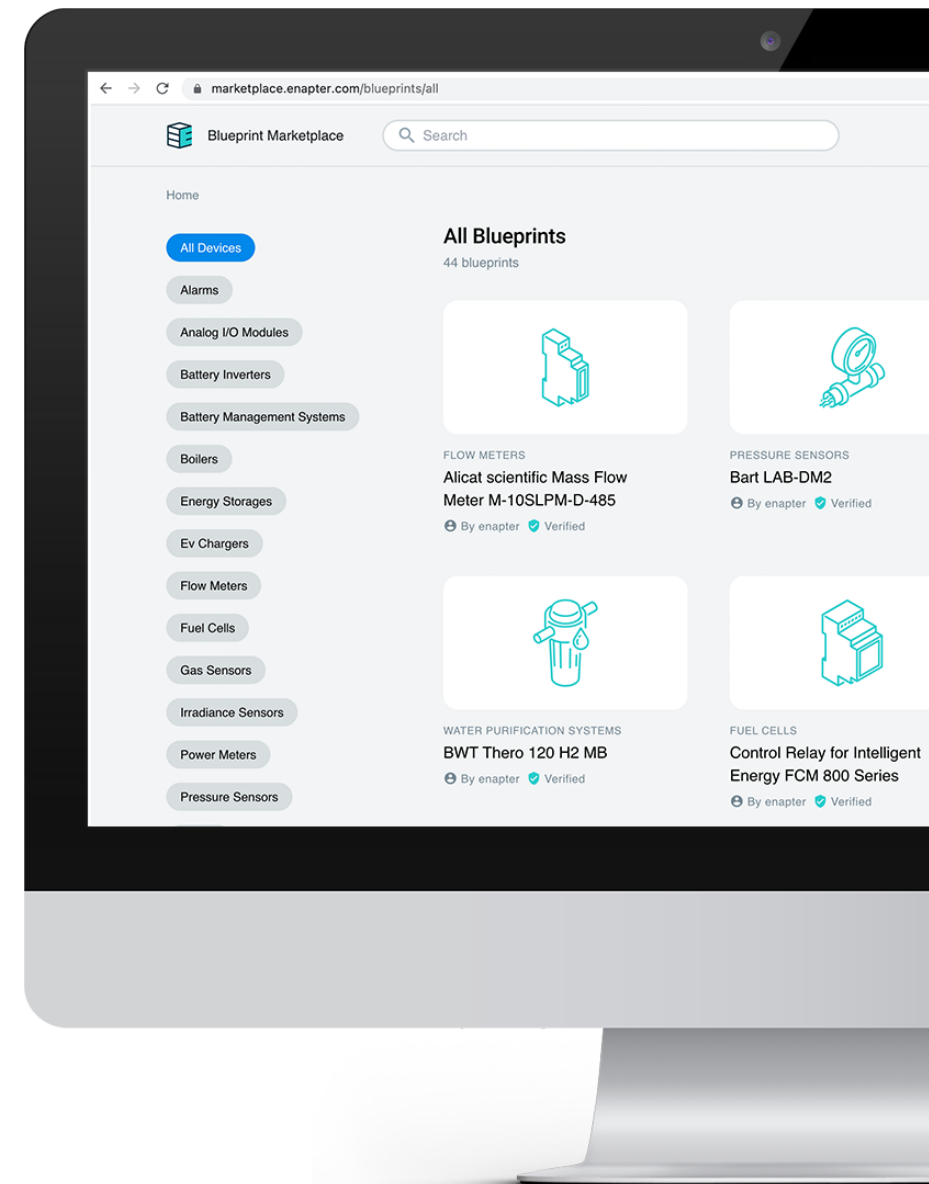 marketplace.enapter.com/blueprints/all
Blueprint Marketplace
Search
Home
All Devices
Alarms
Analog I/O Modules
Battery Inverters
Battery Management Systems
Boilers
Energy Storages
Ev Chargers
Flow Meters
Fuel Cells
Gas Sensors
Irradiance Sensors
Power Meters
Pressure Sensors
All Blueprints
44 blueprints
FLOW METERS
Alicat scientific Mass Flow
Meter M-10SLPM-D-485
By enapter Verified
PRESSURE SENSORS
Bart LAB-DM2
By enapter Verified
WATER PURIFICATION SYSTEMS
BWT Thero 120 H2 MB
By enapter Verified
FUEL CELLS
Control Relay for Intelligent
Energy FCM 800 Series
By enapter Verified